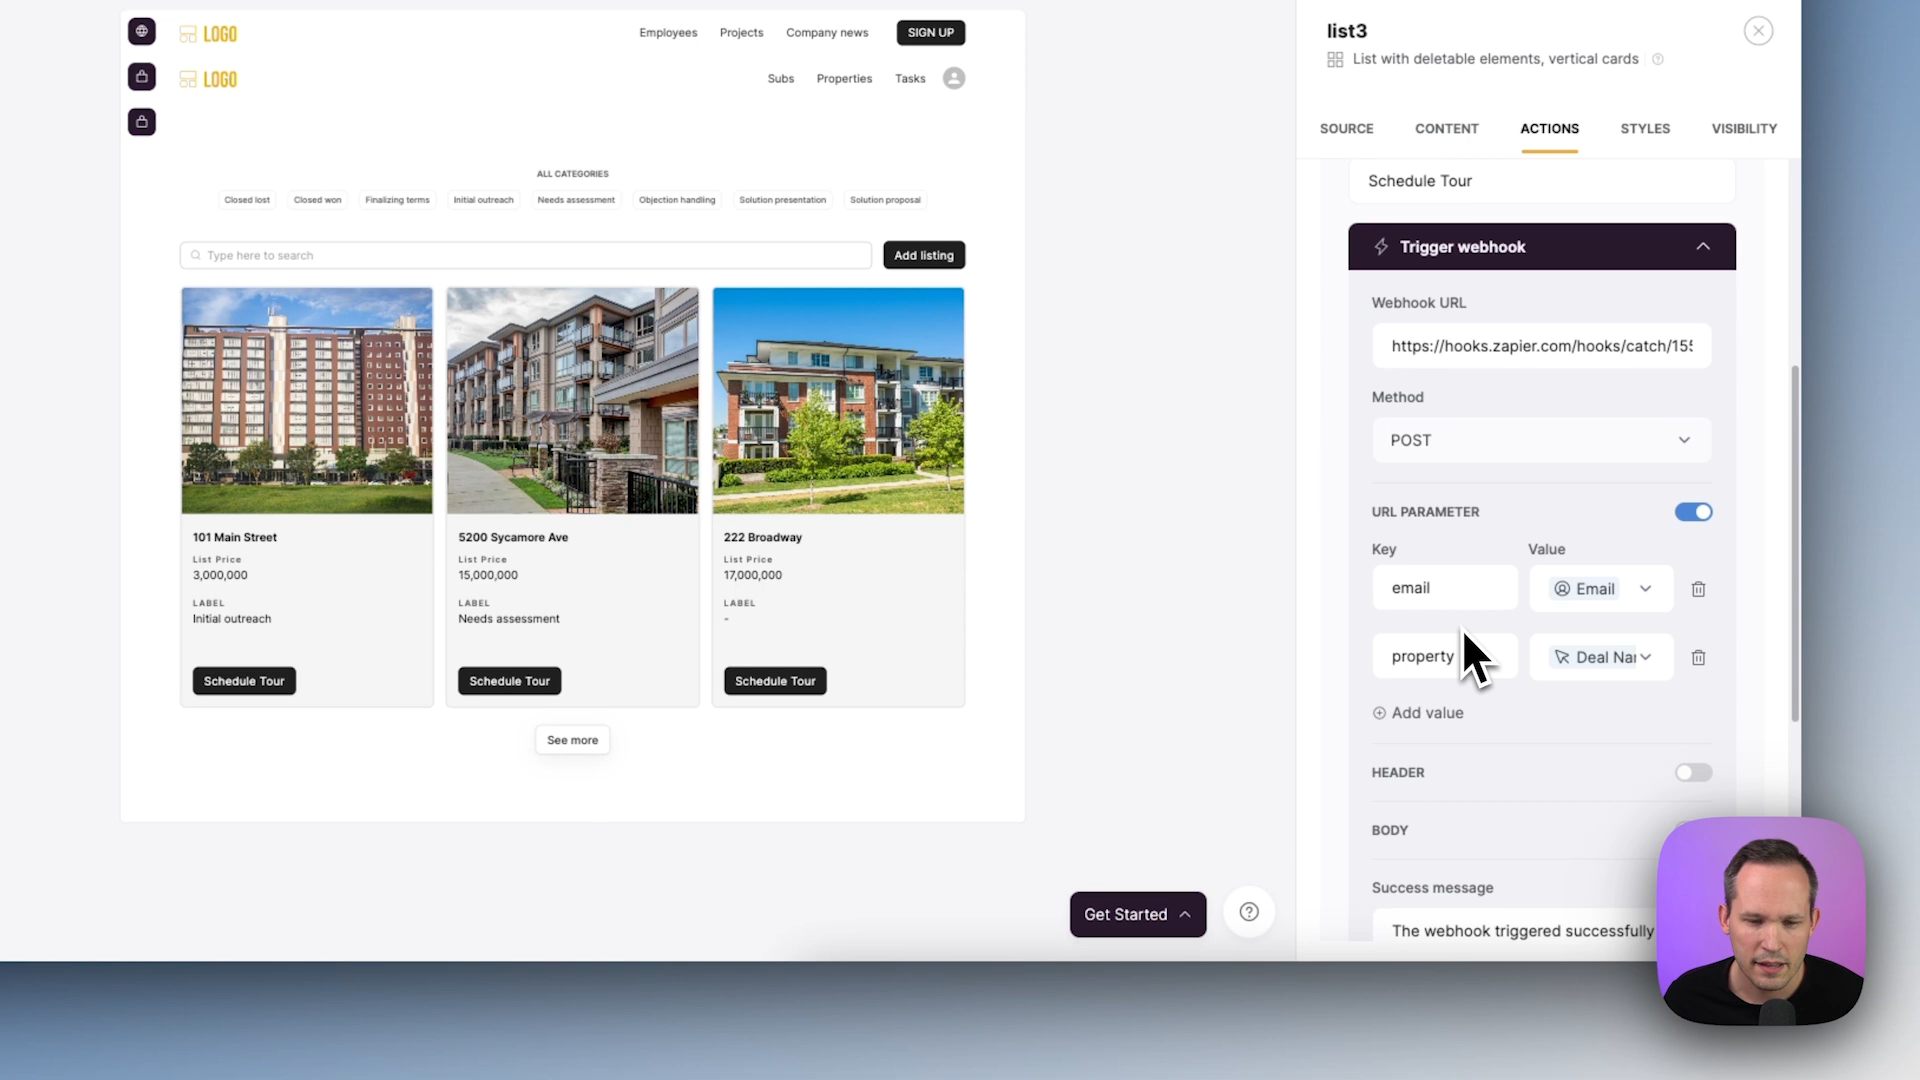 LOGO
Employees
Projects
Company news
SIGN UP
LOGO
Subs
Properties
Tasks
ALL CATEGORIES
Closed lost
Closed won
Finalizing terms
Initial outreach
Needs assessment
Objection handling
Solution presentation
Solution proposal
Type here to search
Add listing
101 Main Street
List Price
3,000,000
LABEL
Initial outreach
Schedule Tour
5200 Sycamore Ave
List Price
15,000,000
LABEL
Needs assessment
Schedule Tour
222 Broadway
List Price
17,000,000
LABEL
-
Schedule Tour
See more
Get Started
list3
List with deletable elements, vertical cards
SOURCE
CONTENT
ACTIONS
STYLES
VISIBILITY
Schedule Tour
Trigger webhook
Webhook URL
https://hooks.zapier.com/hooks/catch/155
Method
POST
URL PARAMETER
Key
Value
email
Email
property
Deal Nar
Add value
HEADER
BODY
Success message
The webhook triggered successfully